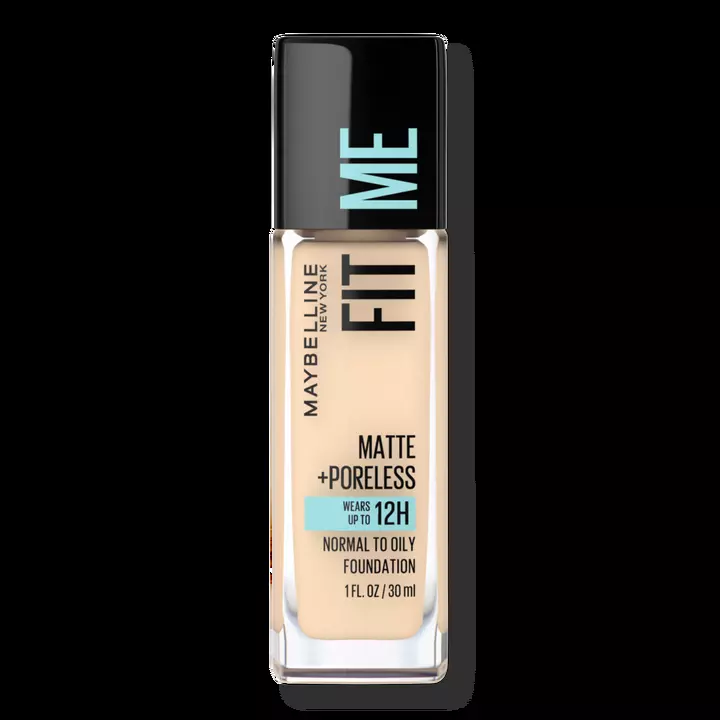 FIT ME
MAYBELLINE
NEW YORK
MATTE
+PORELESS
WEARS
UP TO 12H
NORMAL TO OILY
FOUNDATION
1 FL. OZ / 30 ml